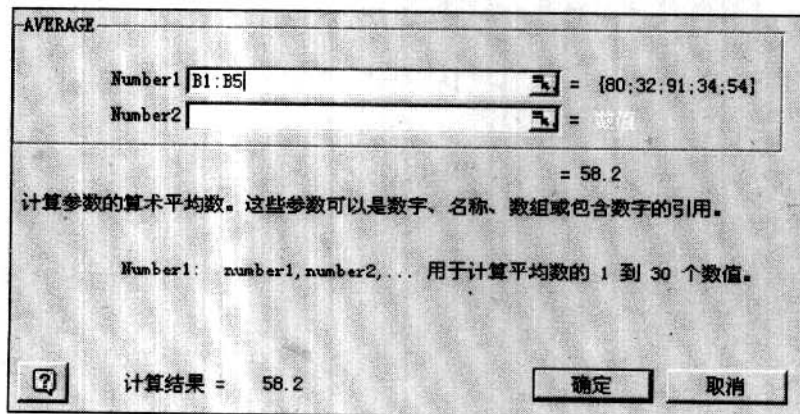 AVERAGE
Number1 B1:B5 = {80;32;91;34;54}
Number2 = 数值
= 58.2
计算参数的算术平均数。这些参数可以是数字、名称、数组或包含数字的引用。
Number1: number1,number2,... 用于计算平均数的 1 到 30 个数值。
计算结果 = 58.2 确定 取消